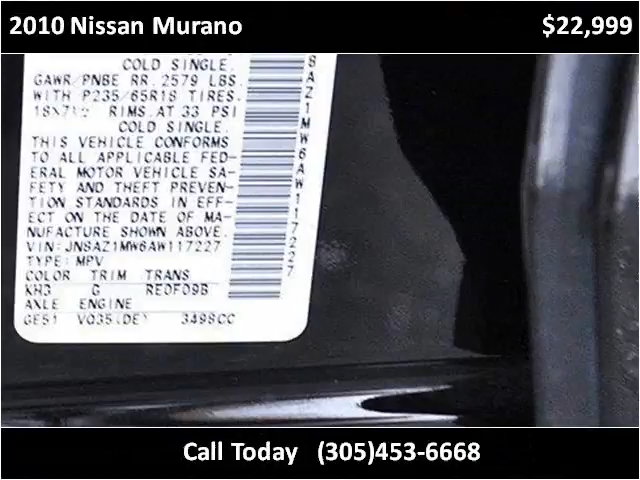 2010 Nissan Murano
$22,999
COLD SINGLE.
GAWR/PNBE RR. 2579 LBS.
WITH P235/65R18 TIRES.
RIMS.AT 33 PSI
COLD SINGLE.
THIS VEHICLE CONFORMS
TO ALL APPLICABLE FED-
ERAL MOTOR VEHICLE SA-
FETY AND THEFT PREVEN-
TION STANDARDS IN EFF-
ECT ON THE DATE OF MA-
NUFACTURE SHOWN ABOVE.
VIN:JN8AZ1MW6AW117227
TYPE:MPV
COLOR TRIM TRANS
KH3 G RE0F09B
AXLE ENGINE
GE51 VQ35(DE) 3498CC
8AZ1MW6AW117227
Call Today (305)453-6668